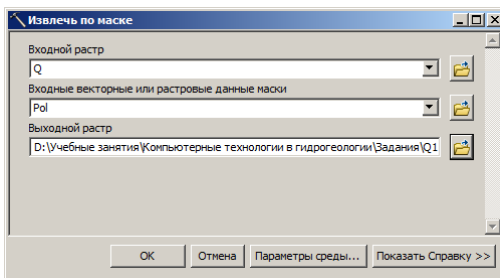 Извлечь по маске
Входной растр
Q
Входные векторные или растровые данные маски
Pol
Выходной растр
D:\Учебные занятия\Компьютерные технологии в гидрогеологии\Задания\Q1
ОК Отмена Параметры среды... Показать Справку >>